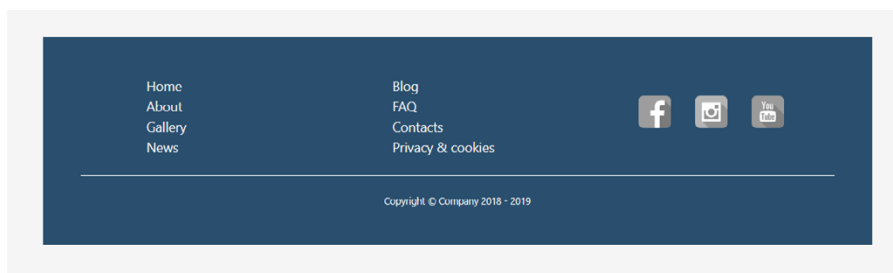 Home
About
Gallery
News
Blog
FAQ
Contacts
Privacy & cookies
You
Tube
Copyright © Company 2018 - 2019